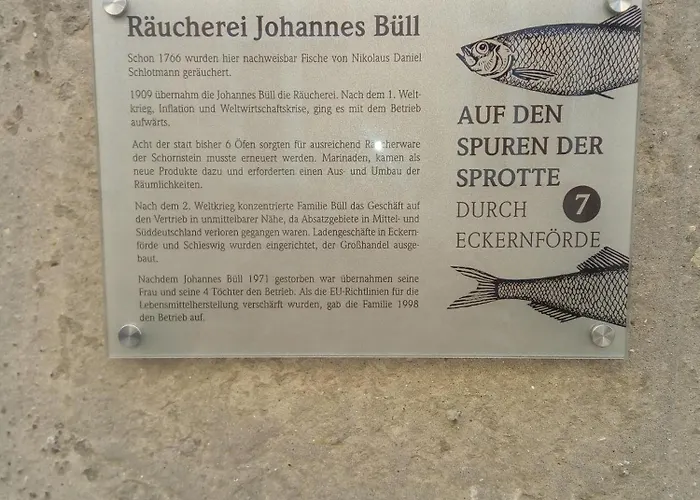 Räucherei Johannes Büll
Schon 1766 wurden hier nachweisbar Fische von Nikolaus Daniel
Schlotmann geräuchert.
1909 übernahm die Johannes Büll die Räucherei. Nach dem 1. Welt-
krieg, Inflation und Weltwirtschaftskrise, ging es mit dem Betrieb
aufwärts.
Acht der statt bisher 6 Öfen sorgten für ausreichend Räucherware
der Schornstein musste erneuert werden. Marinaden, kamen als
neue Produkte dazu und erforderten einen Aus- und Umbau der
Räumlichkeiten.
Nach dem 2. Weltkrieg konzentrierte Familie Büll das Geschäft auf
den Vertrieb in unmittelbarer Nähe, da Absatzgebiete in Mittel- und
Süddeutschland verloren gegangen waren. Ladengeschäfte in Eckern-
förde und Schleswig wurden eingerichtet, der Großhandel ausge-
baut.
Nachdem Johannes Büll 1971 gestorben war übernahmen seine
Frau und seine 4 Töchter den Betrieb. Als die EU-Richtlinien für die
Lebensmittelherstellung verschärft wurden, gab die Familie 1998
den Betrieb auf.
AUF DEN
SPUREN DER
SPROTTE
DURCH 7
ECKERNFÖRDE